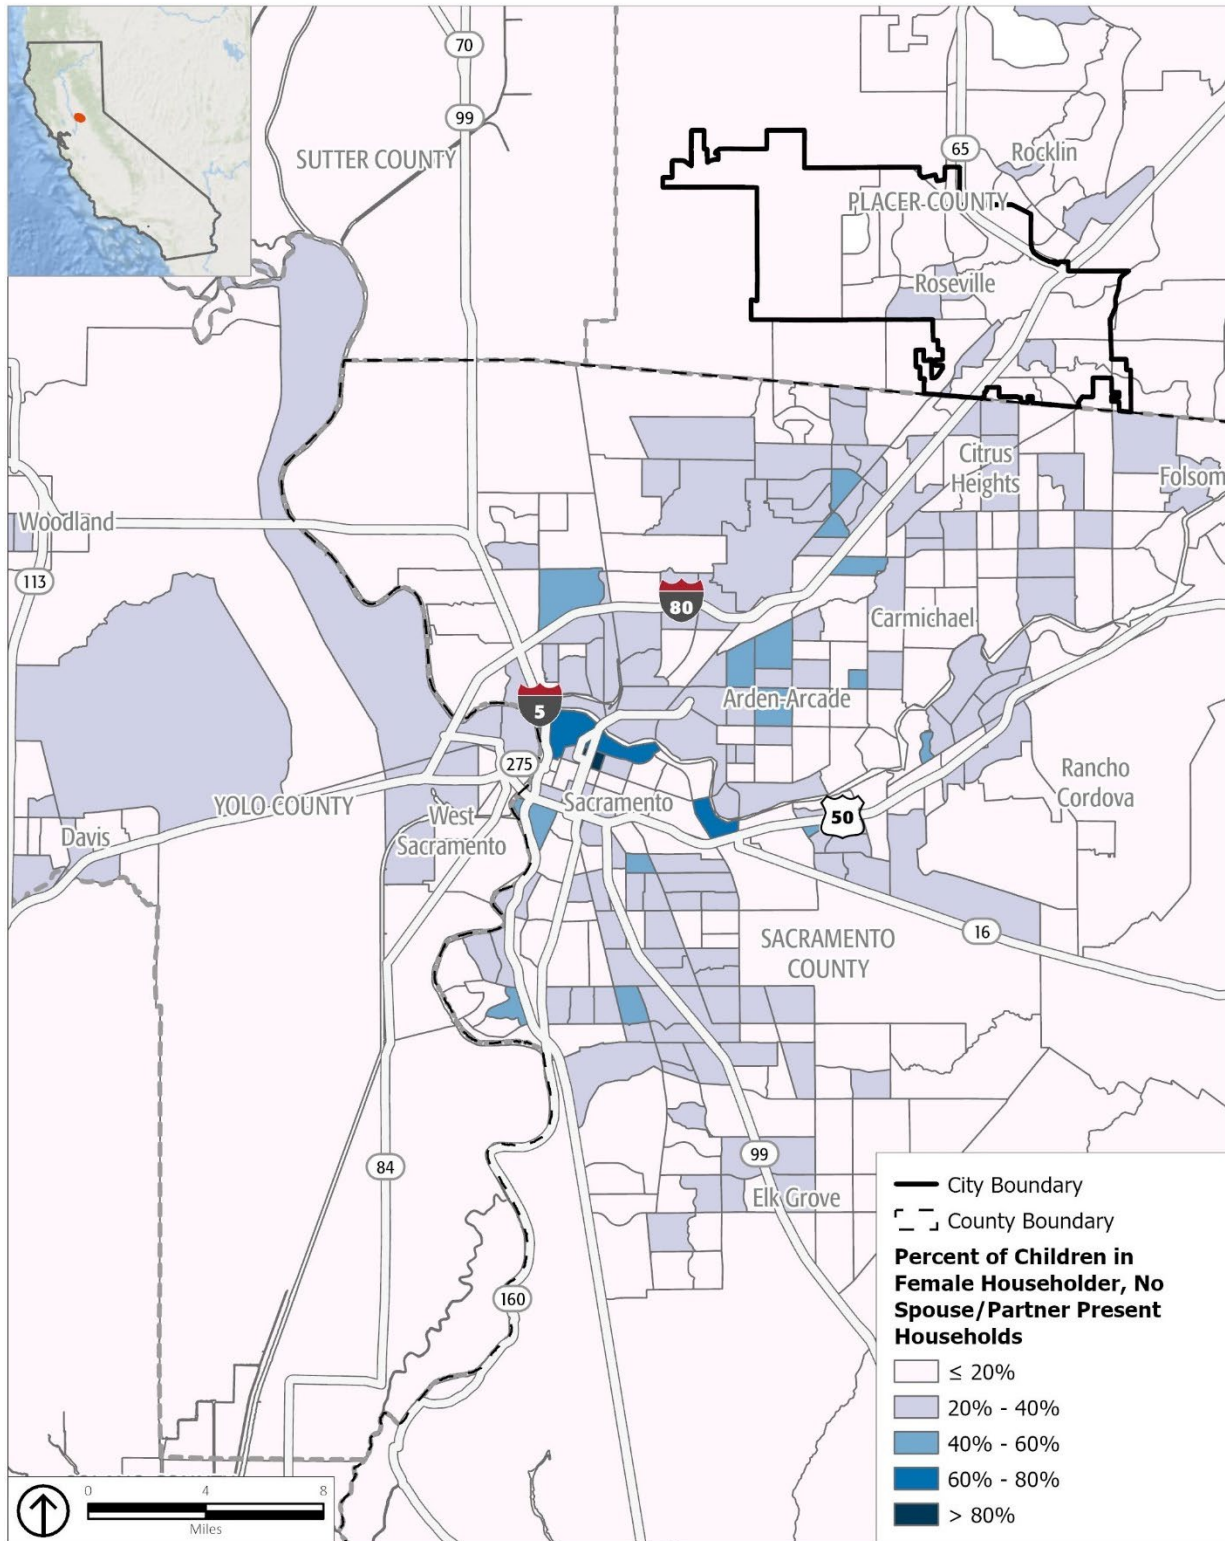 70
99
SUTTER COUNTY
65
Rocklin
PLACER COUNTY
Roseville
Citrus
Heights
Folsom
Woodland
113
80
Carmichael
5
Arden-Arcade
275
Rancho
Cordova
YOLO COUNTY
West
Sacramento
Sacramento
50
Davis
16
SACRAMENTO
COUNTY
99
84
Elk Grove
160
City Boundary
County Boundary
Percent of Children in
Female Householder, No
Spouse/Partner Present
Households
≤ 20%
20% - 40%
40% - 60%
60% - 80%
> 80%
0 4 8
Miles